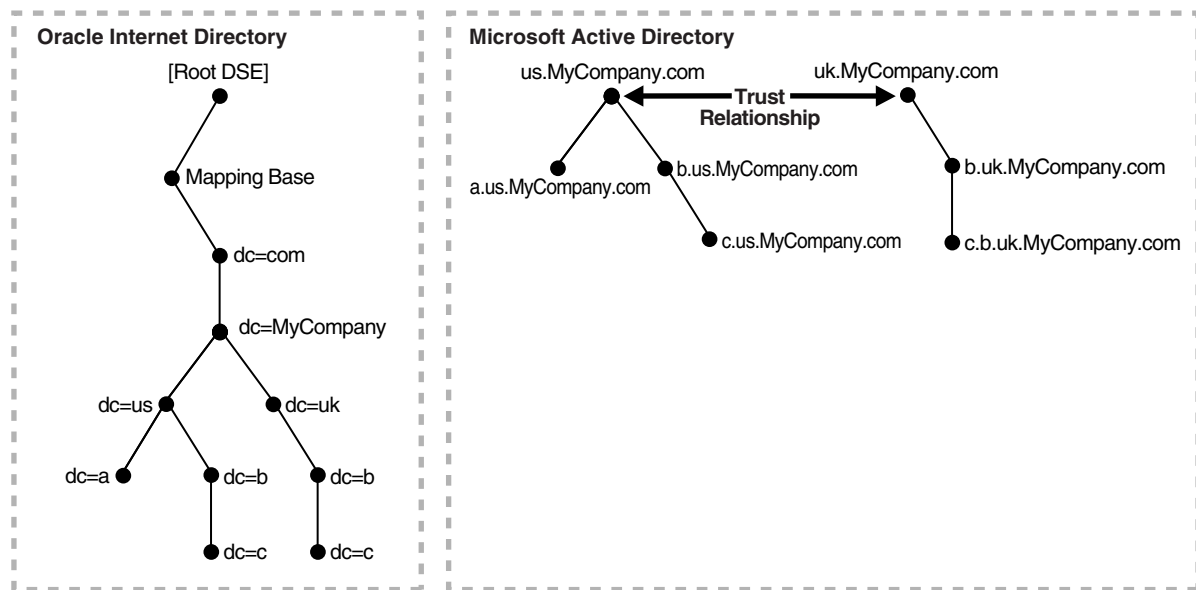 Oracle Internet Directory
[Root DSE]
Mapping Base
dc=com
dc=MyCompany
dc=us
dc=uk
dc=a
dc=b
dc=b
dc=c
dc=c
Microsoft Active Directory
us.MyCompany.com
uk.MyCompany.com
Trust
Relationship
a.us.MyCompany.com
b.us.MyCompany.com
b.uk.MyCompany.com
c.us.MyCompany.com
c.b.uk.MyCompany.com